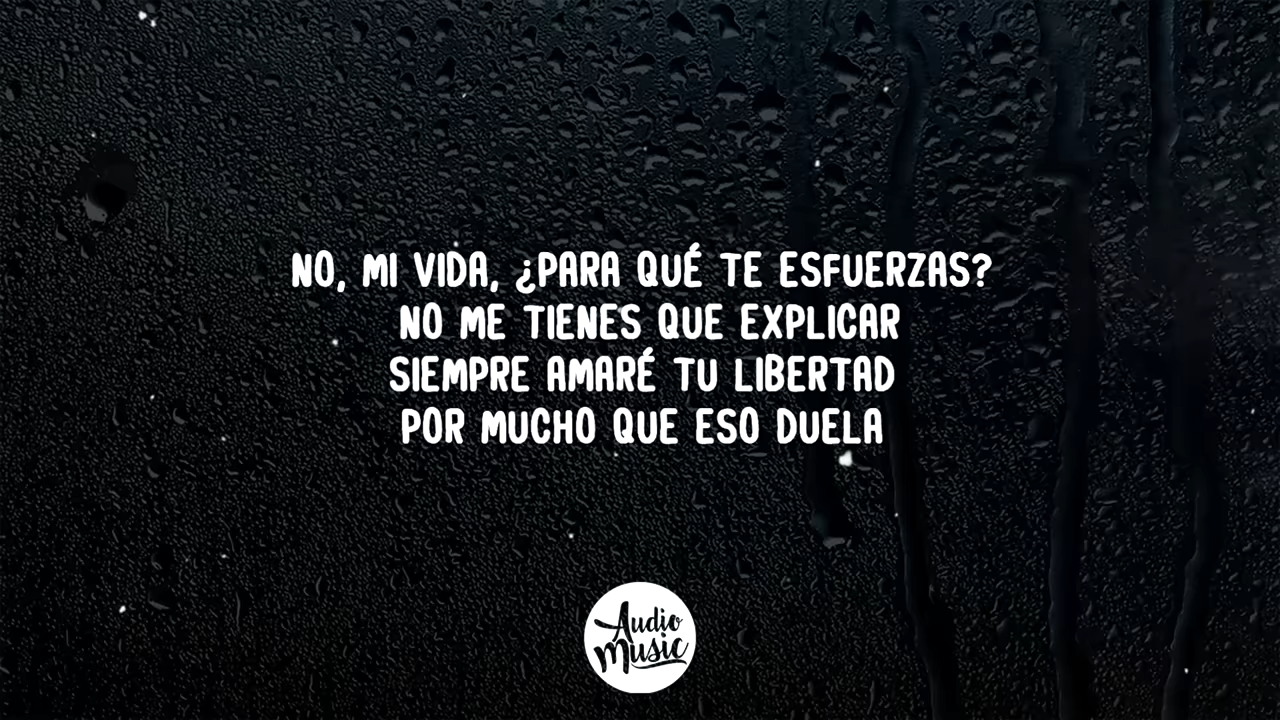 NO, MI VIDA, ¿PARA QUÉ TE ESFUERZAS?
NO ME TIENES QUE EXPLICAR
SIEMPRE AMARÉ TU LIBERTAD
POR MUCHO QUE ESO DUELA
Audio
Music